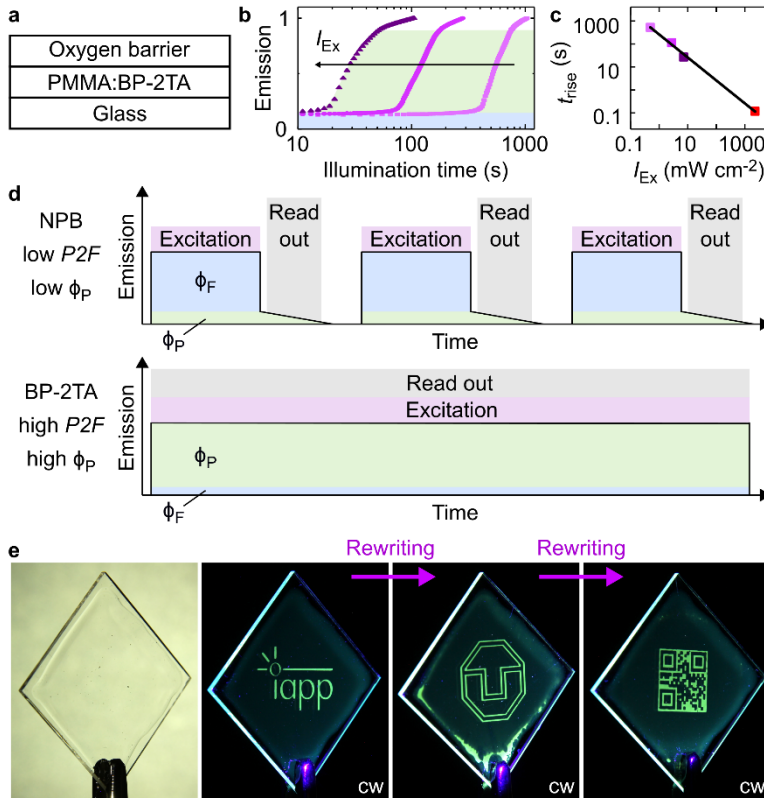 a
Oxygen barrier
PMMA:BP-2TA
Glass
b
Emission
1
0
I_Ex
10
100
1000
Illumination time (s)
c
t_rise (s)
1000
10
0.1
0.1
10
1000
I_Ex (mW cm⁻²)
d
NPB
low P2F
low ϕ_P
Emission
Excitation
Read
out
Excitation
Read
out
Excitation
Read
out
ϕ_F
ϕ_P
Time
BP-2TA
high P2F
high ϕ_P
Emission
Read out
Excitation
ϕ_P
ϕ_F
Time
e
Rewriting
Rewriting
iapp
cw
cw
cw